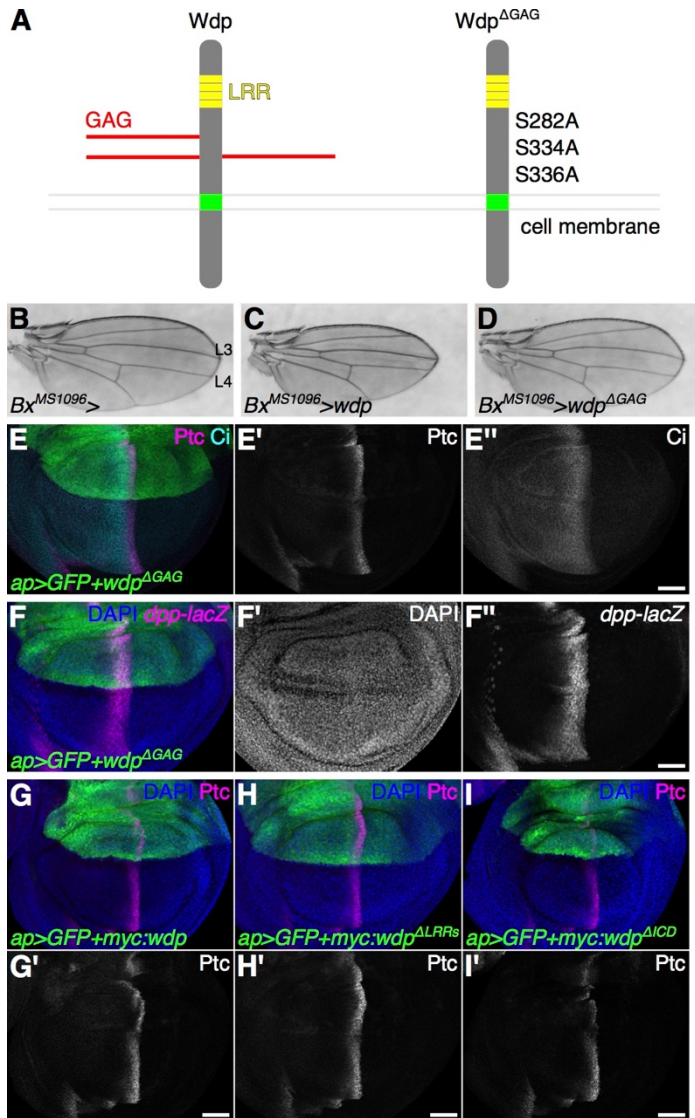 A
Wdp
Wdp^ΔGAG
LRR
GAG
S282A
S334A
S336A
cell membrane
B
L3
L4
Bx^MS1096>
C
Bx^MS1096>wdp
D
Bx^MS1096>wdp^ΔGAG
E
Ptc Ci
ap>GFP+wdp^ΔGAG
E'
Ptc
E''
Ci
F
DAPI dpp-lacZ
ap>GFP+wdp^ΔGAG
F'
DAPI
F''
dpp-lacZ
G
DAPI Ptc
ap>GFP+myc:wdp
H
DAPI Ptc
ap>GFP+myc:wdp^ΔLRRs
I
DAPI Ptc
ap>GFP+myc:wdp^ΔICD
G'
Ptc
H'
Ptc
I'
Ptc